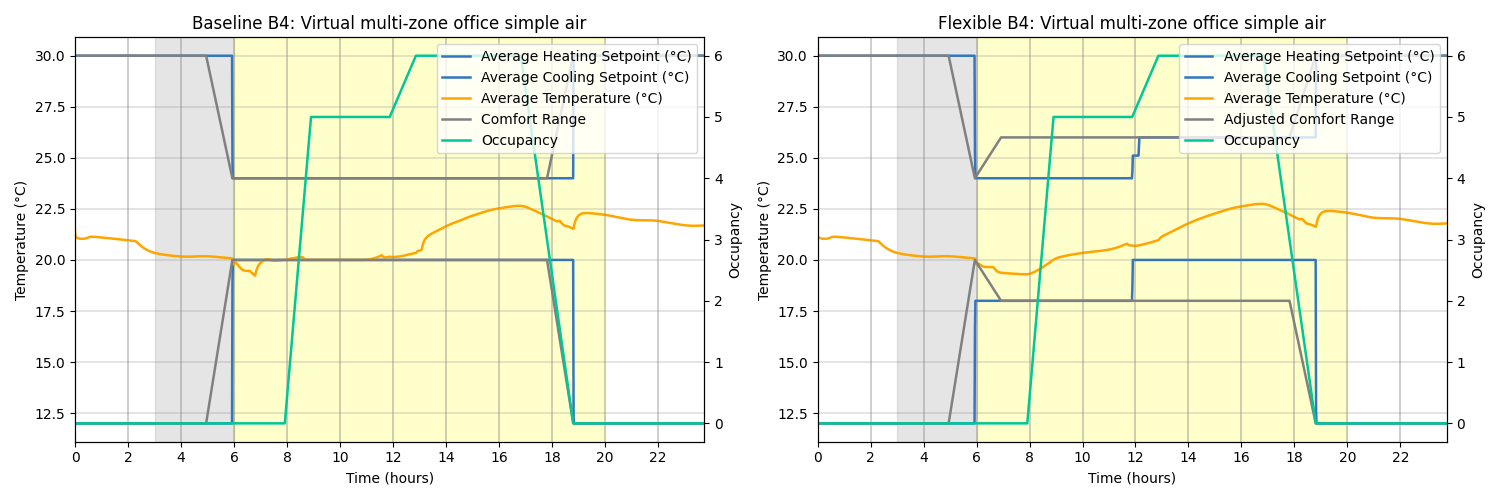 Baseline B4: Virtual multi-zone office simple air
30.0
27.5
25.0
22.5
20.0
17.5
15.0
12.5
Temperature (°C)
Average Heating Setpoint (°C)
Average Cooling Setpoint (°C)
Average Temperature (°C)
Comfort Range
Occupancy
6
5
4
3
2
1
0
Occupancy
0 2 4 6 8 10 12 14 16 18 20 22
Time (hours)
Flexible B4: Virtual multi-zone office simple air
30.0
27.5
25.0
22.5
20.0
17.5
15.0
12.5
Temperature (°C)
Average Heating Setpoint (°C)
Average Cooling Setpoint (°C)
Average Temperature (°C)
Adjusted Comfort Range
Occupancy
6
5
4
3
2
1
0
Occupancy
0 2 4 6 8 10 12 14 16 18 20 22
Time (hours)